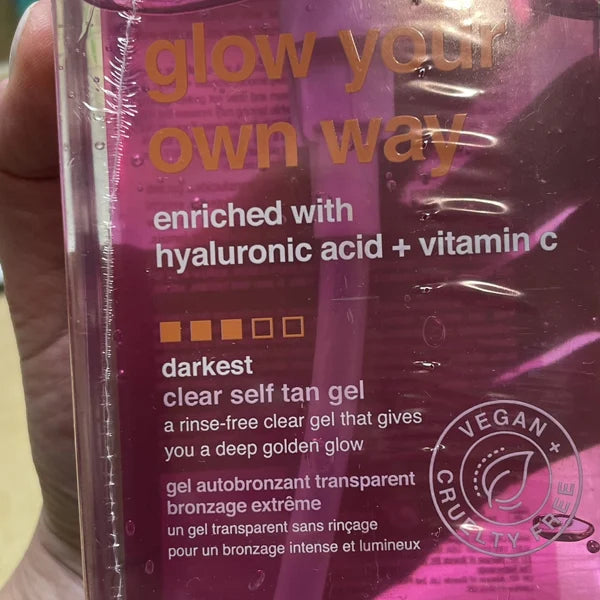 glow your
own way
enriched with
hyaluronic acid + vitamin c
darkest
clear self tan gel
a rinse-free clear gel that gives
you a deep golden glow
gel autobronzant transparent
bronzage extrême
un gel transparent sans rinçage
pour un bronzage intense et lumineux
VEGAN +
CRUELTY FREE